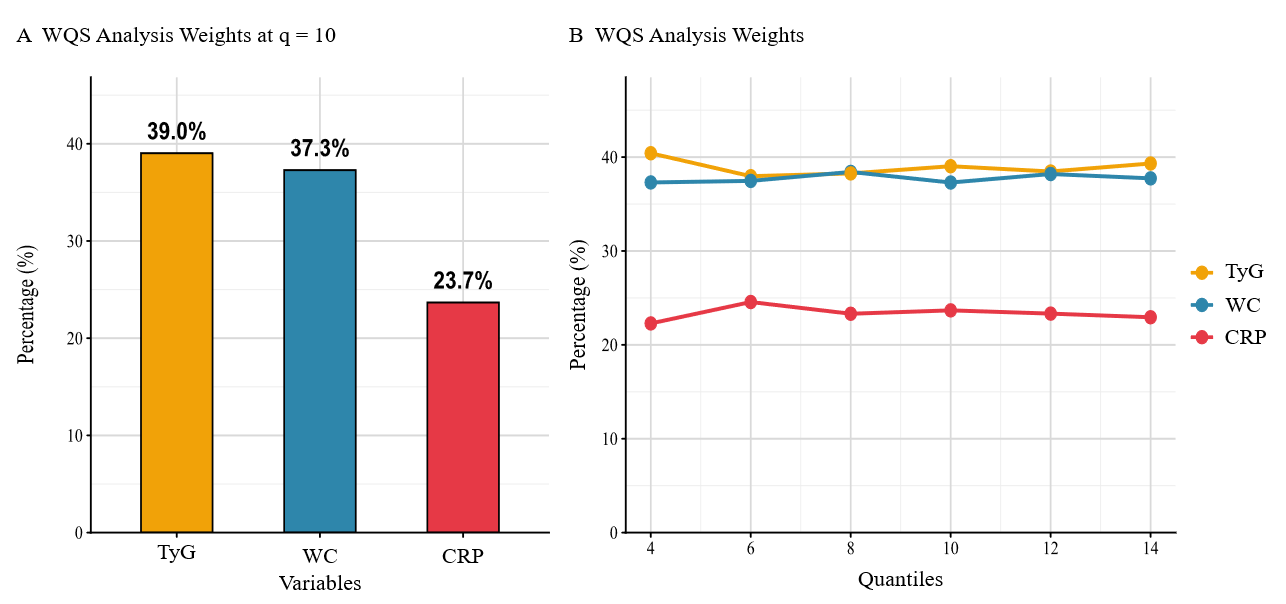 A WQS Analysis Weights at q = 10
Percentage (%)
40
30
20
10
0
39.0%
37.3%
23.7%
TyG
WC
CRP
Variables
B WQS Analysis Weights
Percentage (%)
40
30
20
10
0
4
6
8
10
12
14
Quantiles
TyG
WC
CRP